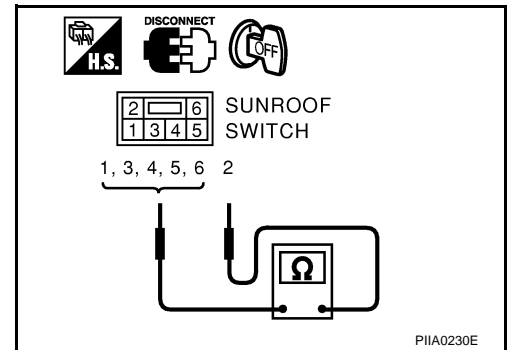 DISCONNECT
H.S.
OFF
2 6 SUNROOF
1 3 4 5 SWITCH
1, 3, 4, 5, 6 2
Ω
PIIA0230E